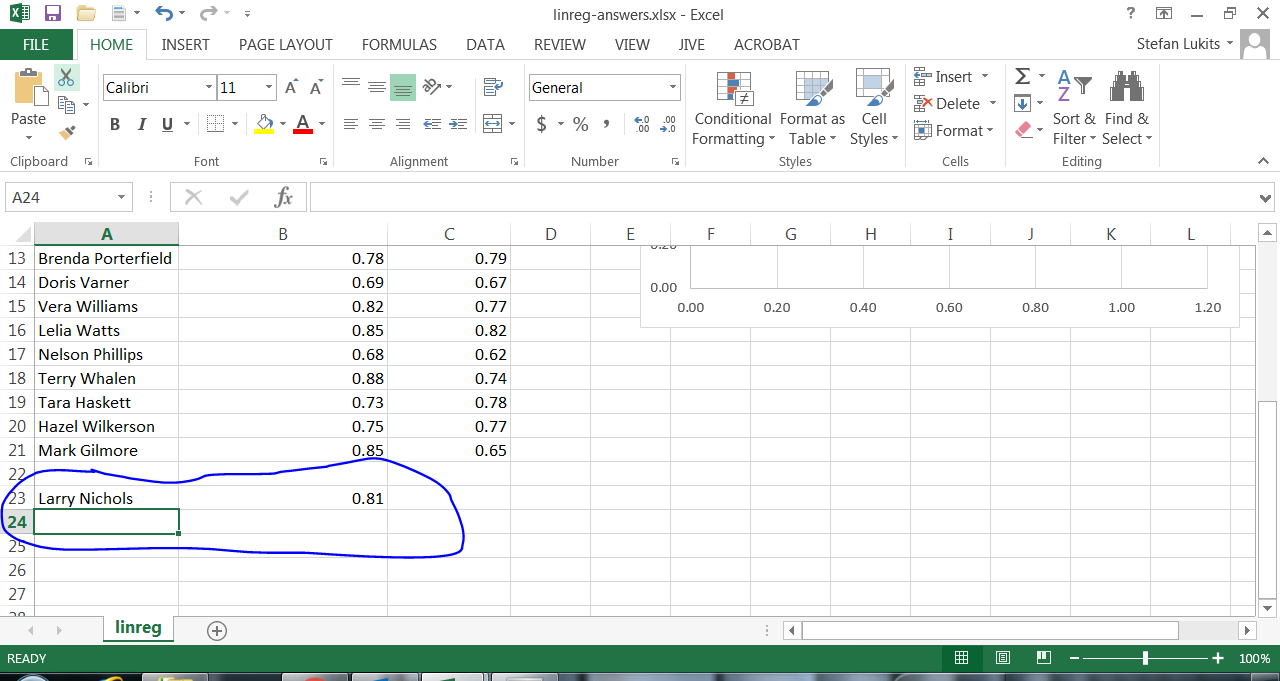 linreg-answers.xlsx - Excel
FILE HOME INSERT PAGE LAYOUT FORMULAS DATA REVIEW VIEW JIVE ACROBAT Stefan Lukits
Paste
Clipboard
Calibri 11
B I U A
Font
Alignment
General
$ % ,
Number
Conditional Formatting
Format as Table
Cell Styles
Styles
Insert
Delete
Format
Cells
Sort & Filter
Find & Select
Editing
A24 fx
A B C D E F G H I J K L
13 Brenda Porterfield 0.78 0.79
14 Doris Varner 0.69 0.67
15 Vera Williams 0.82 0.77
16 Lelia Watts 0.85 0.82
17 Nelson Phillips 0.68 0.62
18 Terry Whalen 0.88 0.74
19 Tara Haskett 0.73 0.78
20 Hazel Wilkerson 0.75 0.77
21 Mark Gilmore 0.85 0.65
22
23 Larry Nichols 0.81
24
25
26
27
28
0.20
0.00
0.00 0.20 0.40 0.60 0.80 1.00 1.20
linreg
READY 100%